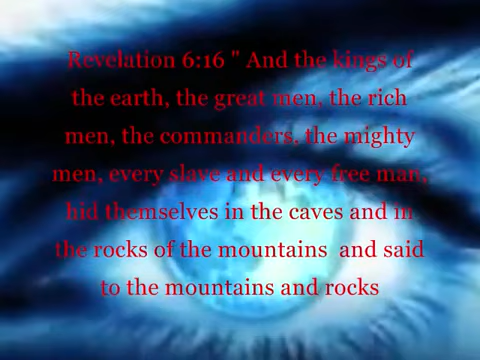 Revelation 6:16 " And the kings of
the earth, the great men, the rich
men, the commanders. the mighty
men, every slave and every free man,
hid themselves in the caves and in
the rocks of the mountains  and said
to the mountains and rocks